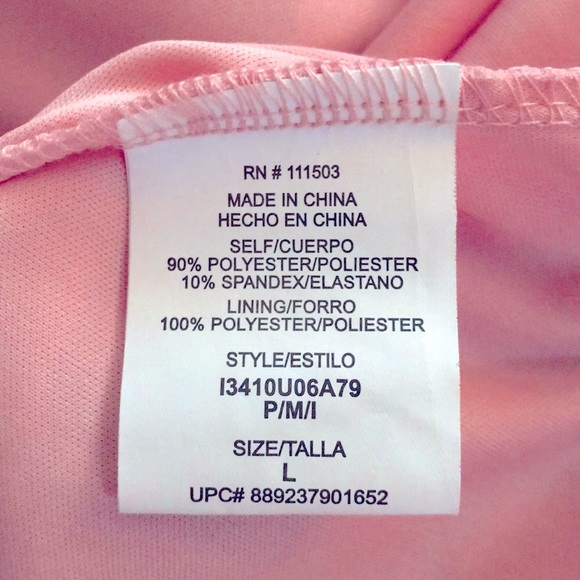 RN # 111503
MADE IN CHINA
HECHO EN CHINA
SELF/CUERPO
90% POLYESTER/POLIESTER
10% SPANDEX/ELASTANO
LINING/FORRO
100% POLYESTER/POLIESTER
STYLE/ESTILO
I3410U06A79
P/M/I
SIZE/TALLA
L
UPC# 889237901652